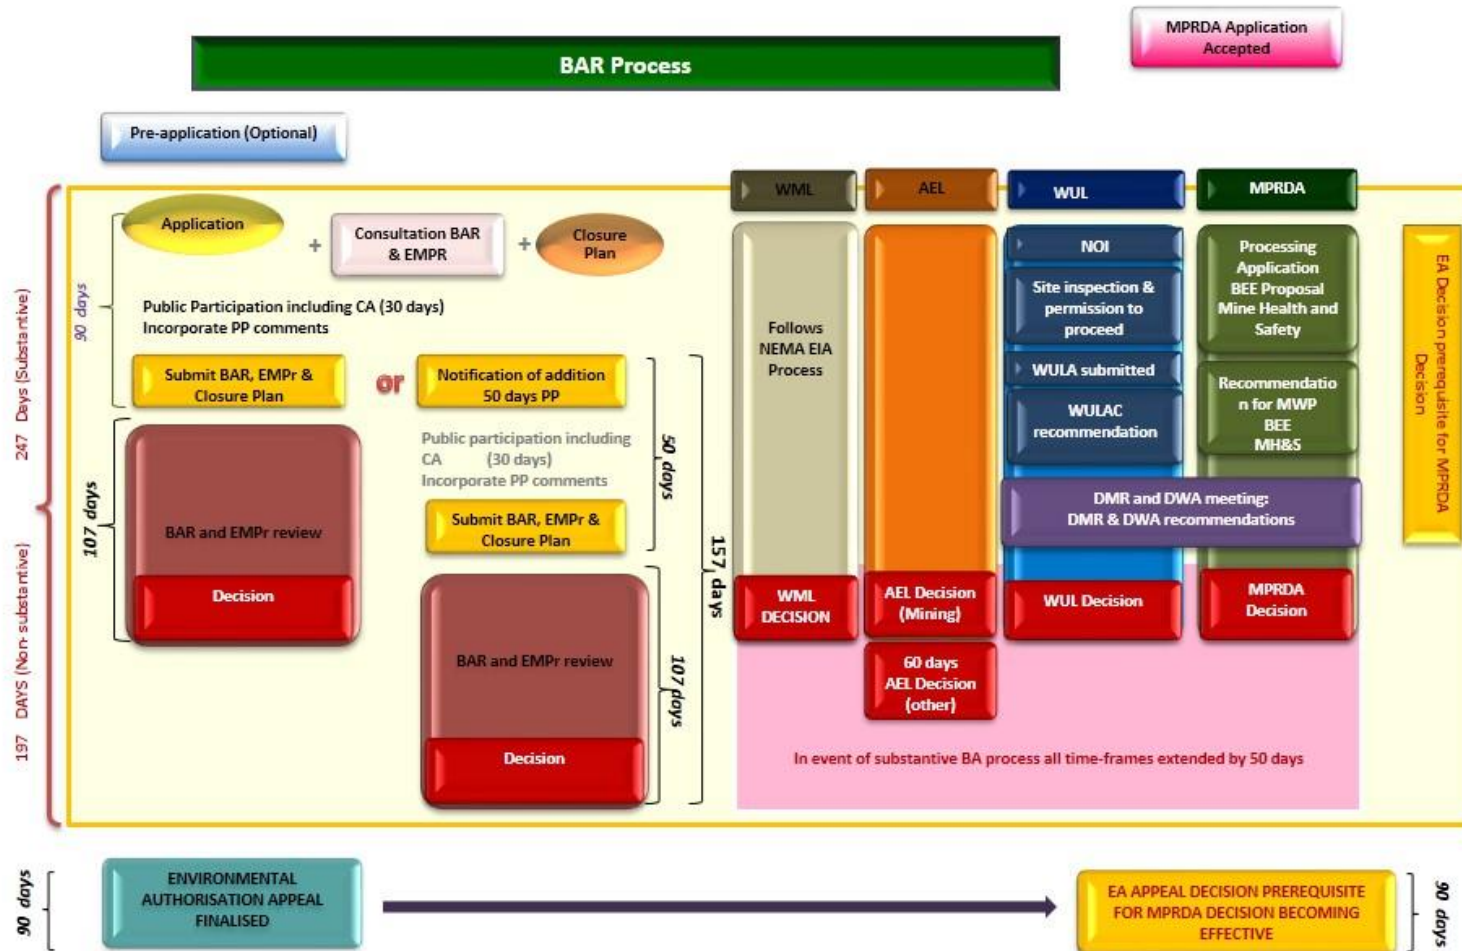 MPRDA Application
Accepted
BAR Process
Pre-application (Optional)
WML
AEL
WUL
MPRDA
Application
+
Consultation BAR
& EMPR
+
Closure
Plan
90 days
Public Participation including CA (30 days)
Incorporate PP comments
Submit BAR, EMPr &
Closure Plan
or
Notification of addition
50 days PP
247 Days (Substantive)
197 DAYS (Non-substantive)
107 days
BAR and EMPr review
Decision
Public participation including
CA (30 days)
Incorporate PP comments
Submit BAR, EMPr &
Closure Plan
50 days
BAR and EMPr review
Decision
107 days
157, days
Follows
NEMA EIA
Process
WML
DECISION
AEL Decision
(Mining)
60 days
AEL Decision
(other)
NOI
Site inspection &
permission to
proceed
WULA submitted
WULAC
recommendation
Processing
Application
BEE Proposal
Mine Health and
Safety
Recommendatio
n for MWP
BEE
MH&S
DMR and DWA meeting:
DMR & DWA recommendations
WUL Decision
MPRDA
Decision
In event of substantive BA process all time-frames extended by 50 days
EA Decision prerequisite for MPRDA
Decision
90 days
ENVIRONMENTAL
AUTHORISATION APPEAL
FINALISED
EA APPEAL DECISION PREREQUISITE
FOR MPRDA DECISION BECOMING
EFFECTIVE
90 days